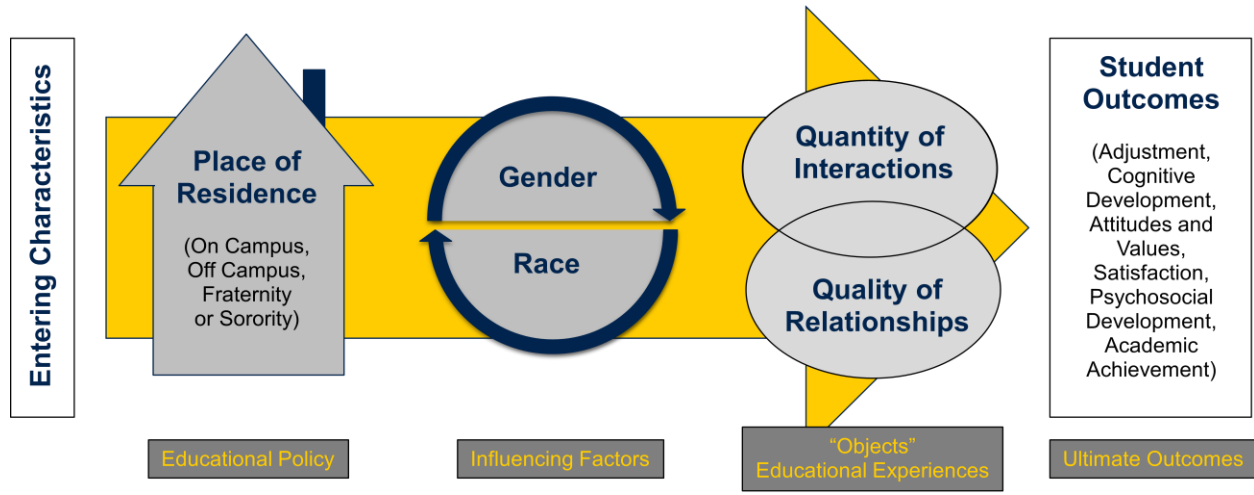 Entering Characteristics
Place of
Residence
(On Campus,
Off Campus,
Fraternity
or Sorority)
Gender
Race
Quantity of
Interactions
Quality of
Relationships
Student
Outcomes
(Adjustment,
Cognitive
Development,
Attitudes and
Values,
Satisfaction,
Psychosocial
Development,
Academic
Achievement)
Educational Policy
Influencing Factors
“Objects”
Educational Experiences
Ultimate Outcomes